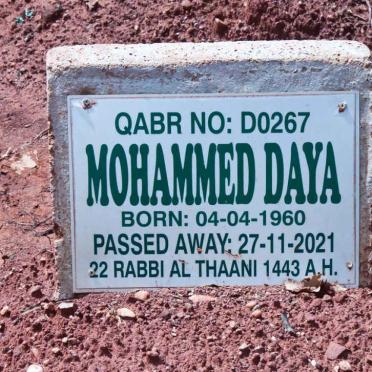 QABR NO: D0267
MOHAMMED DAYA
BORN: 04-04-1960
PASSED AWAY: 27-11-2021
22 RABBI AL THAANI 1443 A.H.